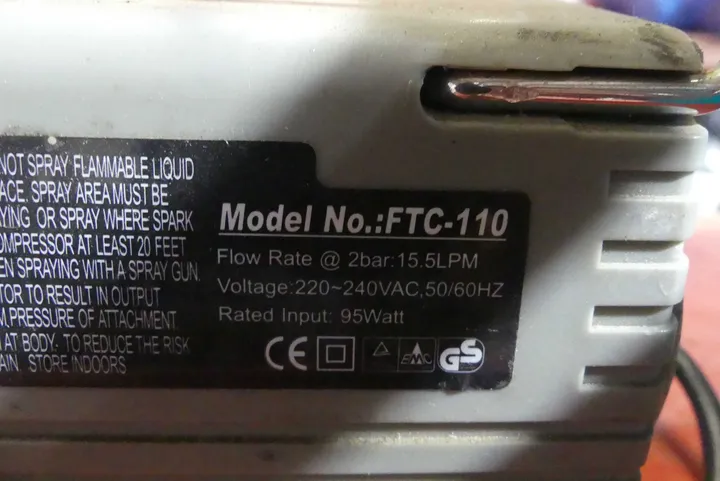 NOT SPRAY FLAMMABLE LIQUID
ACE. SPRAY AREA MUST BE
YING OR SPRAY WHERE SPARK
OMPRESSOR AT LEAST 20 FEET
EN SPRAYING WITH A SPRAY GUN.
TOR TO RESULT IN OUTPUT
M PRESSURE OF ATTACHMENT
N AT BODY. TO REDUCE THE RISK
AIN STORE INDOORS
Model No.:FTC-110
Flow Rate @ 2bar:15.5LPM
Voltage:220~240VAC,50/60HZ
Rated Input: 95Watt
CE EMC GS